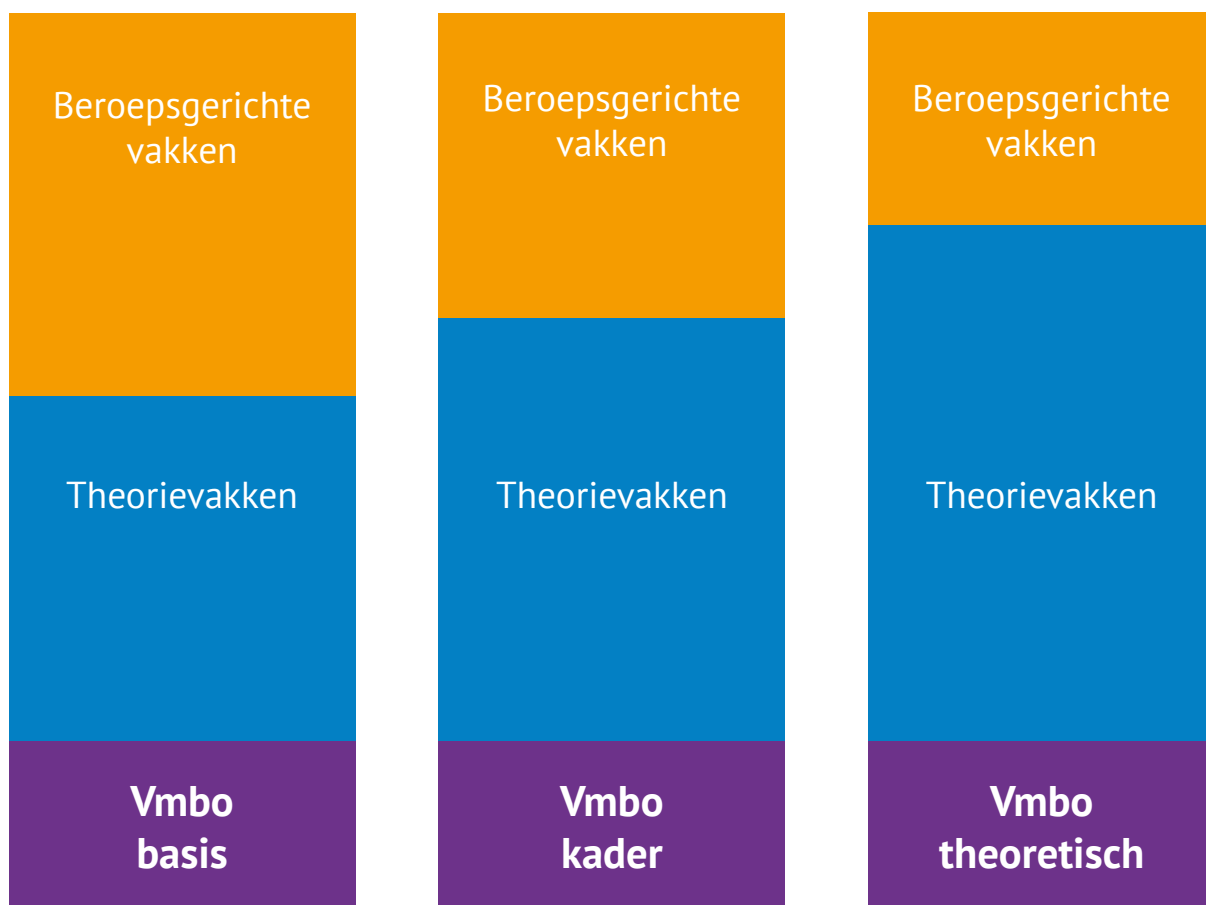 Beroepsgerichte
vakken
Theorievakken
Vmbo
basis
Beroepsgerichte
vakken
Theorievakken
Vmbo
kader
Beroepsgerichte
vakken
Theorievakken
Vmbo
theoretisch